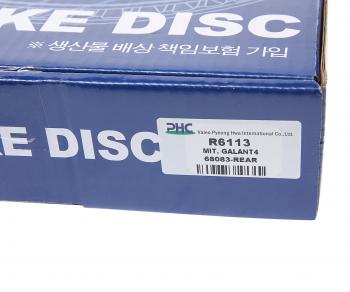 KE DISC
※ 생산물 배상 책임보험 가입
KE DISC
PHC
Valeo Pyeong Hwa International Co., Ltd.
R6113
MIT. GALANT4
68083-REAR